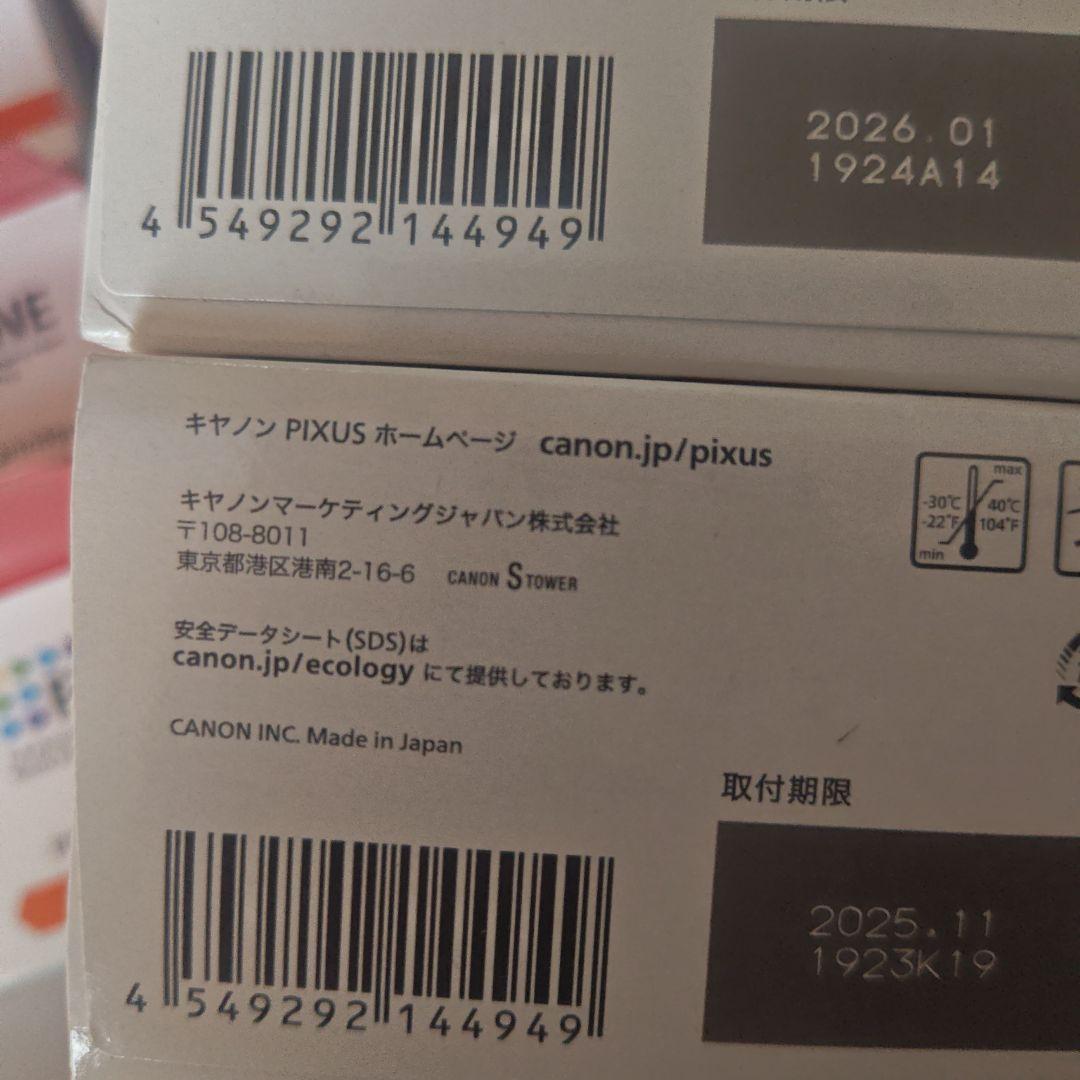 4 549292 144949
2026.01
1924A14
キヤノン PIXUS ホームページ canon.jp/pixus
キヤノンマーケティングジャパン株式会社
〒108-8011
東京都港区港南2-16-6 CANON S TOWER
max
-30℃ 40℃
-22°F 104°F
min
安全データシート(SDS)は
canon.jp/ecology にて提供しております。
CANON INC. Made in Japan
取付期限
2025.11
1923K19
4 549292 144949